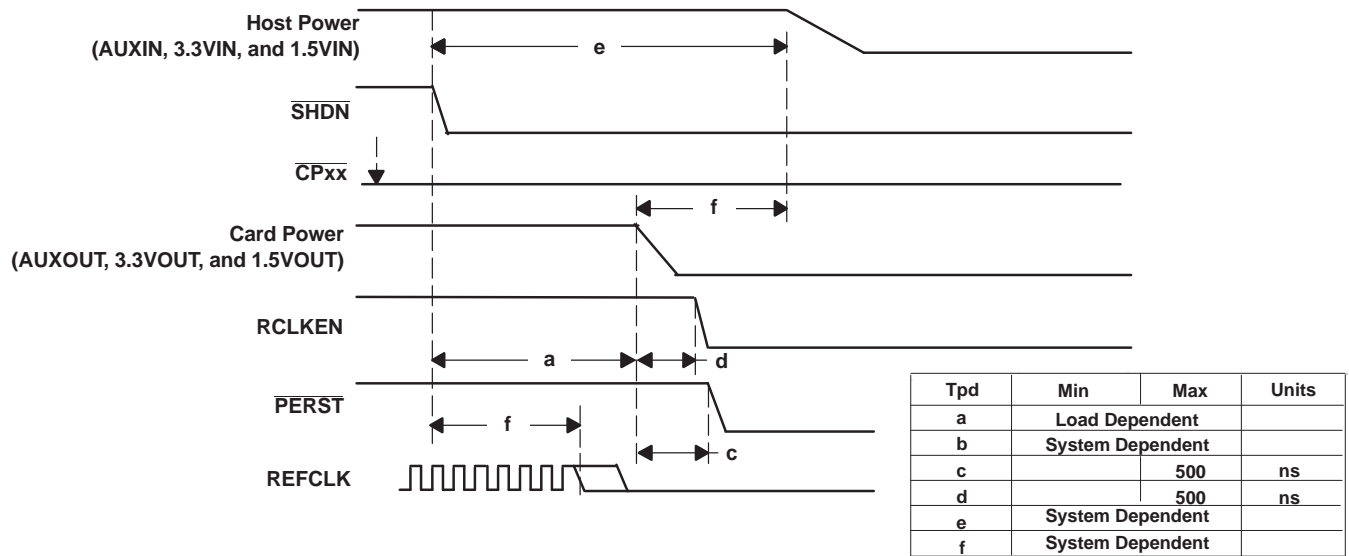 Host Power
(AUXIN, 3.3VIN, and 1.5VIN)
e
SHDN
CPxx
f
Card Power
(AUXOUT, 3.3VOUT, and 1.5VOUT)
RCLKEN
a
d
PERST
f
c
REFCLK
Tpd Min Max Units
a Load Dependent
b System Dependent
c 500 ns
d 500 ns
e System Dependent
f System Dependent